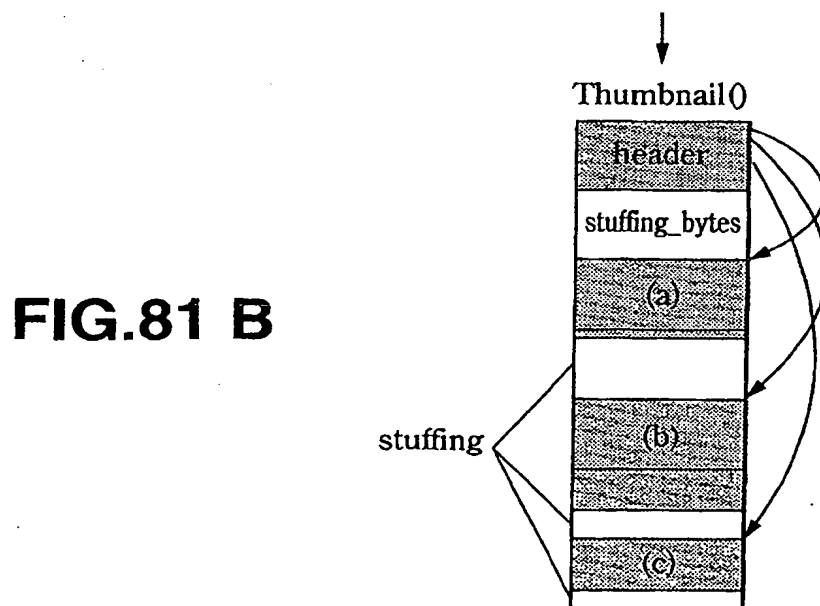 Thumbnail()
header
stuffing_bytes
(a)
FIG.81 B
(b)
stuffing
(c)